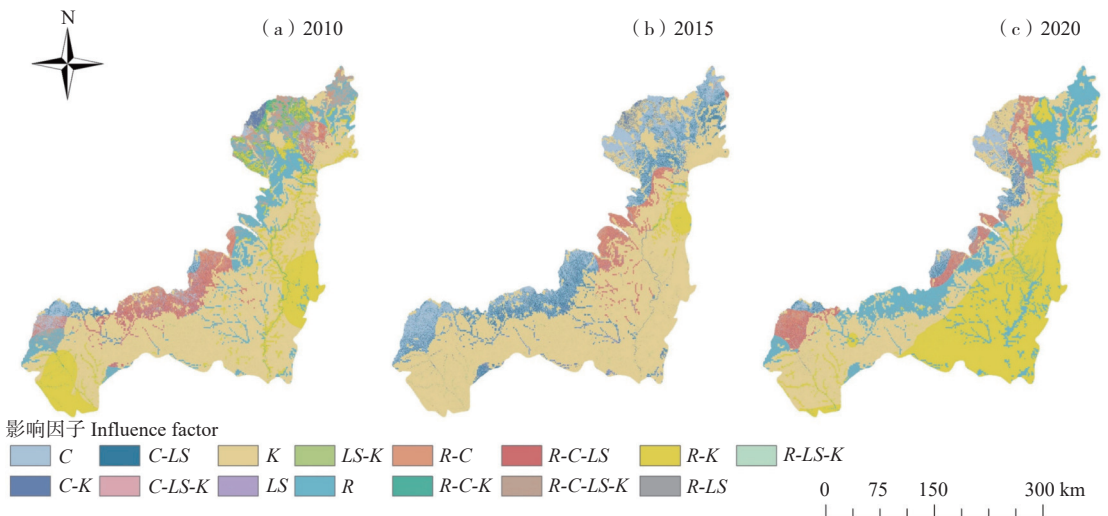 N
（a）2010
（b）2015
（c）2020
影响因子 Influence factor
C C-LS K LS-K R-C R-C-LS R-K R-LS-K
C-K C-LS-K LS R R-C-K R-C-LS-K R-LS
0 75 150 300 km